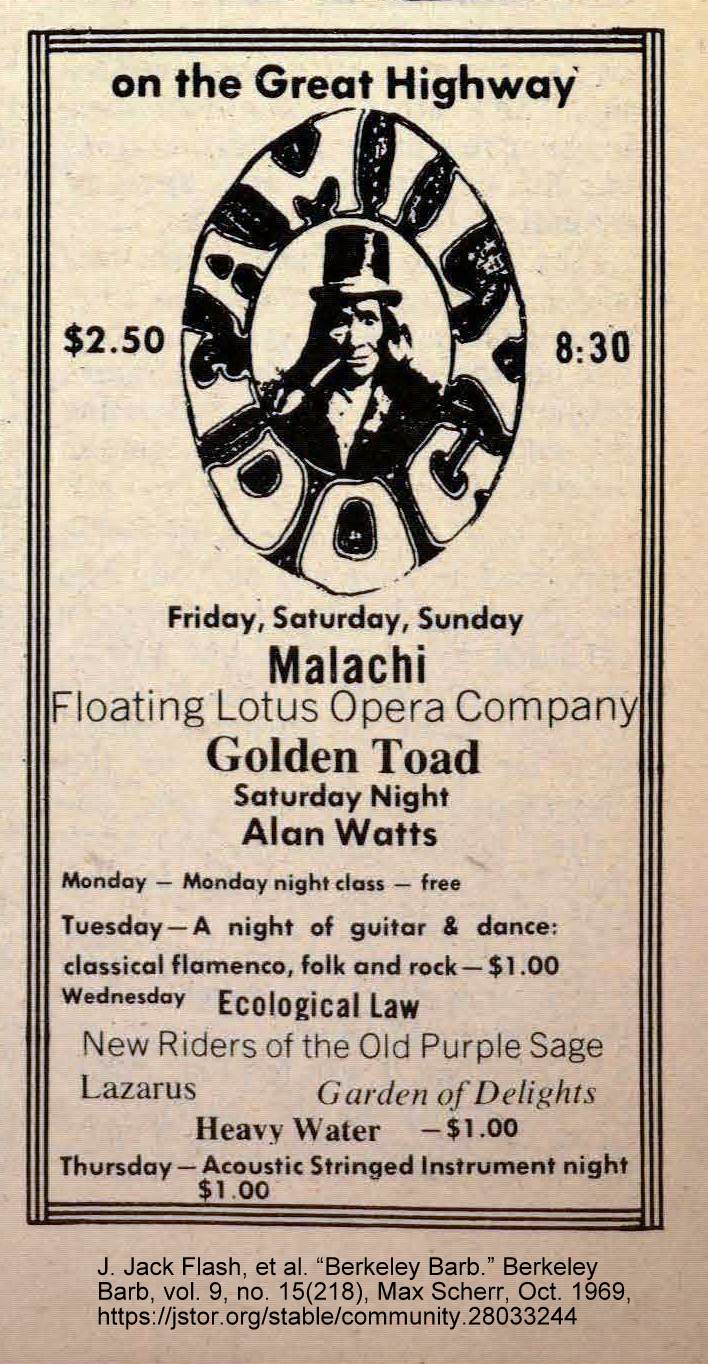 on the Great Highway
$2.50
8:30
Friday, Saturday, Sunday
Malachi
Floating Lotus Opera Company
Golden Toad
Saturday Night
Alan Watts
Monday — Monday night class — free
Tuesday — A night of guitar & dance:
classical flamenco, folk and rock — $1.00
Wednesday Ecological Law
New Riders of the Old Purple Sage
Lazarus Garden of Delights
Heavy Water — $1.00
Thursday — Acoustic Stringed Instrument night
$1.00
J. Jack Flash, et al. “Berkeley Barb.” Berkeley
Barb, vol. 9, no. 15(218), Max Scherr, Oct. 1969,
https://jstor.org/stable/community.28033244